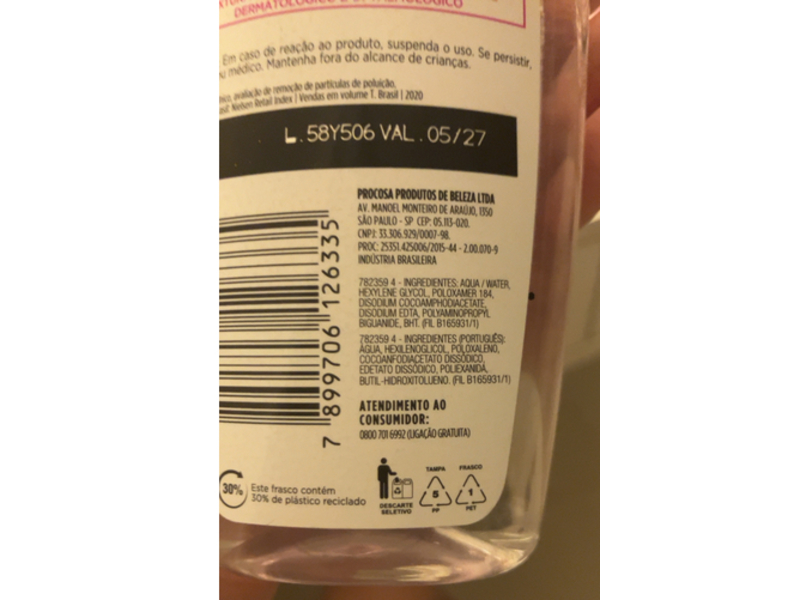 DERMATOLÓGICO E OFTALMOLÓGICO
Em caso de reação ao produto, suspenda o uso. Se persistir,
médico. Mantenha fora do alcance de crianças.
avaliação de remoção de partículas de poluição.
Nielsen Retail Index | Vendas em volume T. Brasil | 2020
L. 58Y506 VAL. 05/27
PROCOSA PRODUTOS DE BELEZA LTDA
AV. MANOEL MONTEIRO DE ARAÚJO, 1350
SÃO PAULO - SP CEP: 05.113-020.
CNPJ: 33.306.929/0007-98.
PROC: 25351.425006/2015-44 - 2.00.070-9
INDÚSTRIA BRASILEIRA
782359 4 - INGREDIENTES: AQUA / WATER,
HEXYLENE GLYCOL, POLOXAMER 184,
DISODIUM COCOAMPHODIACETATE,
DISODIUM EDTA, POLYAMINOPROPYL
BIGUANIDE, BHT. (FIL B165931/1)
782359 4 - INGREDIENTES (PORTUGUÊS):
ÁGUA, HEXILENOGLICOL, POLOXALENO,
COCOANFODIACETATO DISSÓDICO,
EDETATO DISSÓDICO, POLIEXANIDA,
BUTIL-HIDROXITOLUENO. (FIL B165931/1)
ATENDIMENTO AO
CONSUMIDOR:
0800 701 6992 (LIGAÇÃO GRATUITA)
7 899706 126335
30%
Este frasco contém
30% de plástico reciclado
DESCARTE
SELETIVO
TAMPA
5
PP
FRASCO
1
PET